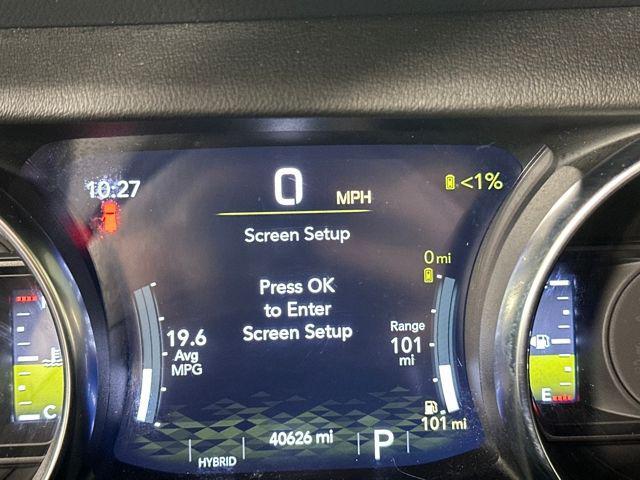 10:27
0 MPH
<1%
Screen Setup
0 mi
Press OK
to Enter
Screen Setup
19.6
Avg
MPG
Range
101
mi
C
E
101 mi
HYBRID
40626 mi
P